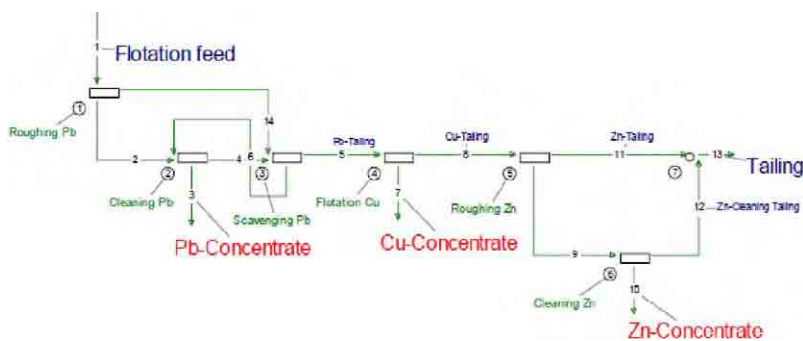 1
Flotation feed
1
Roughing Pb
14
2
4
6
Pb-Tailing
5
Cu-Tailing
8
Zn-Tailing
11
13
2
3
4
5
7
Tailing
3
Cleaning Pb
Scavenging Pb
Flotation Cu
7
Roughing Zn
12
Zn-Cleaning Tailing
Pb-Concentrate
Cu-Concentrate
9
6
Cleaning Zn
10
Zn-Concentrate